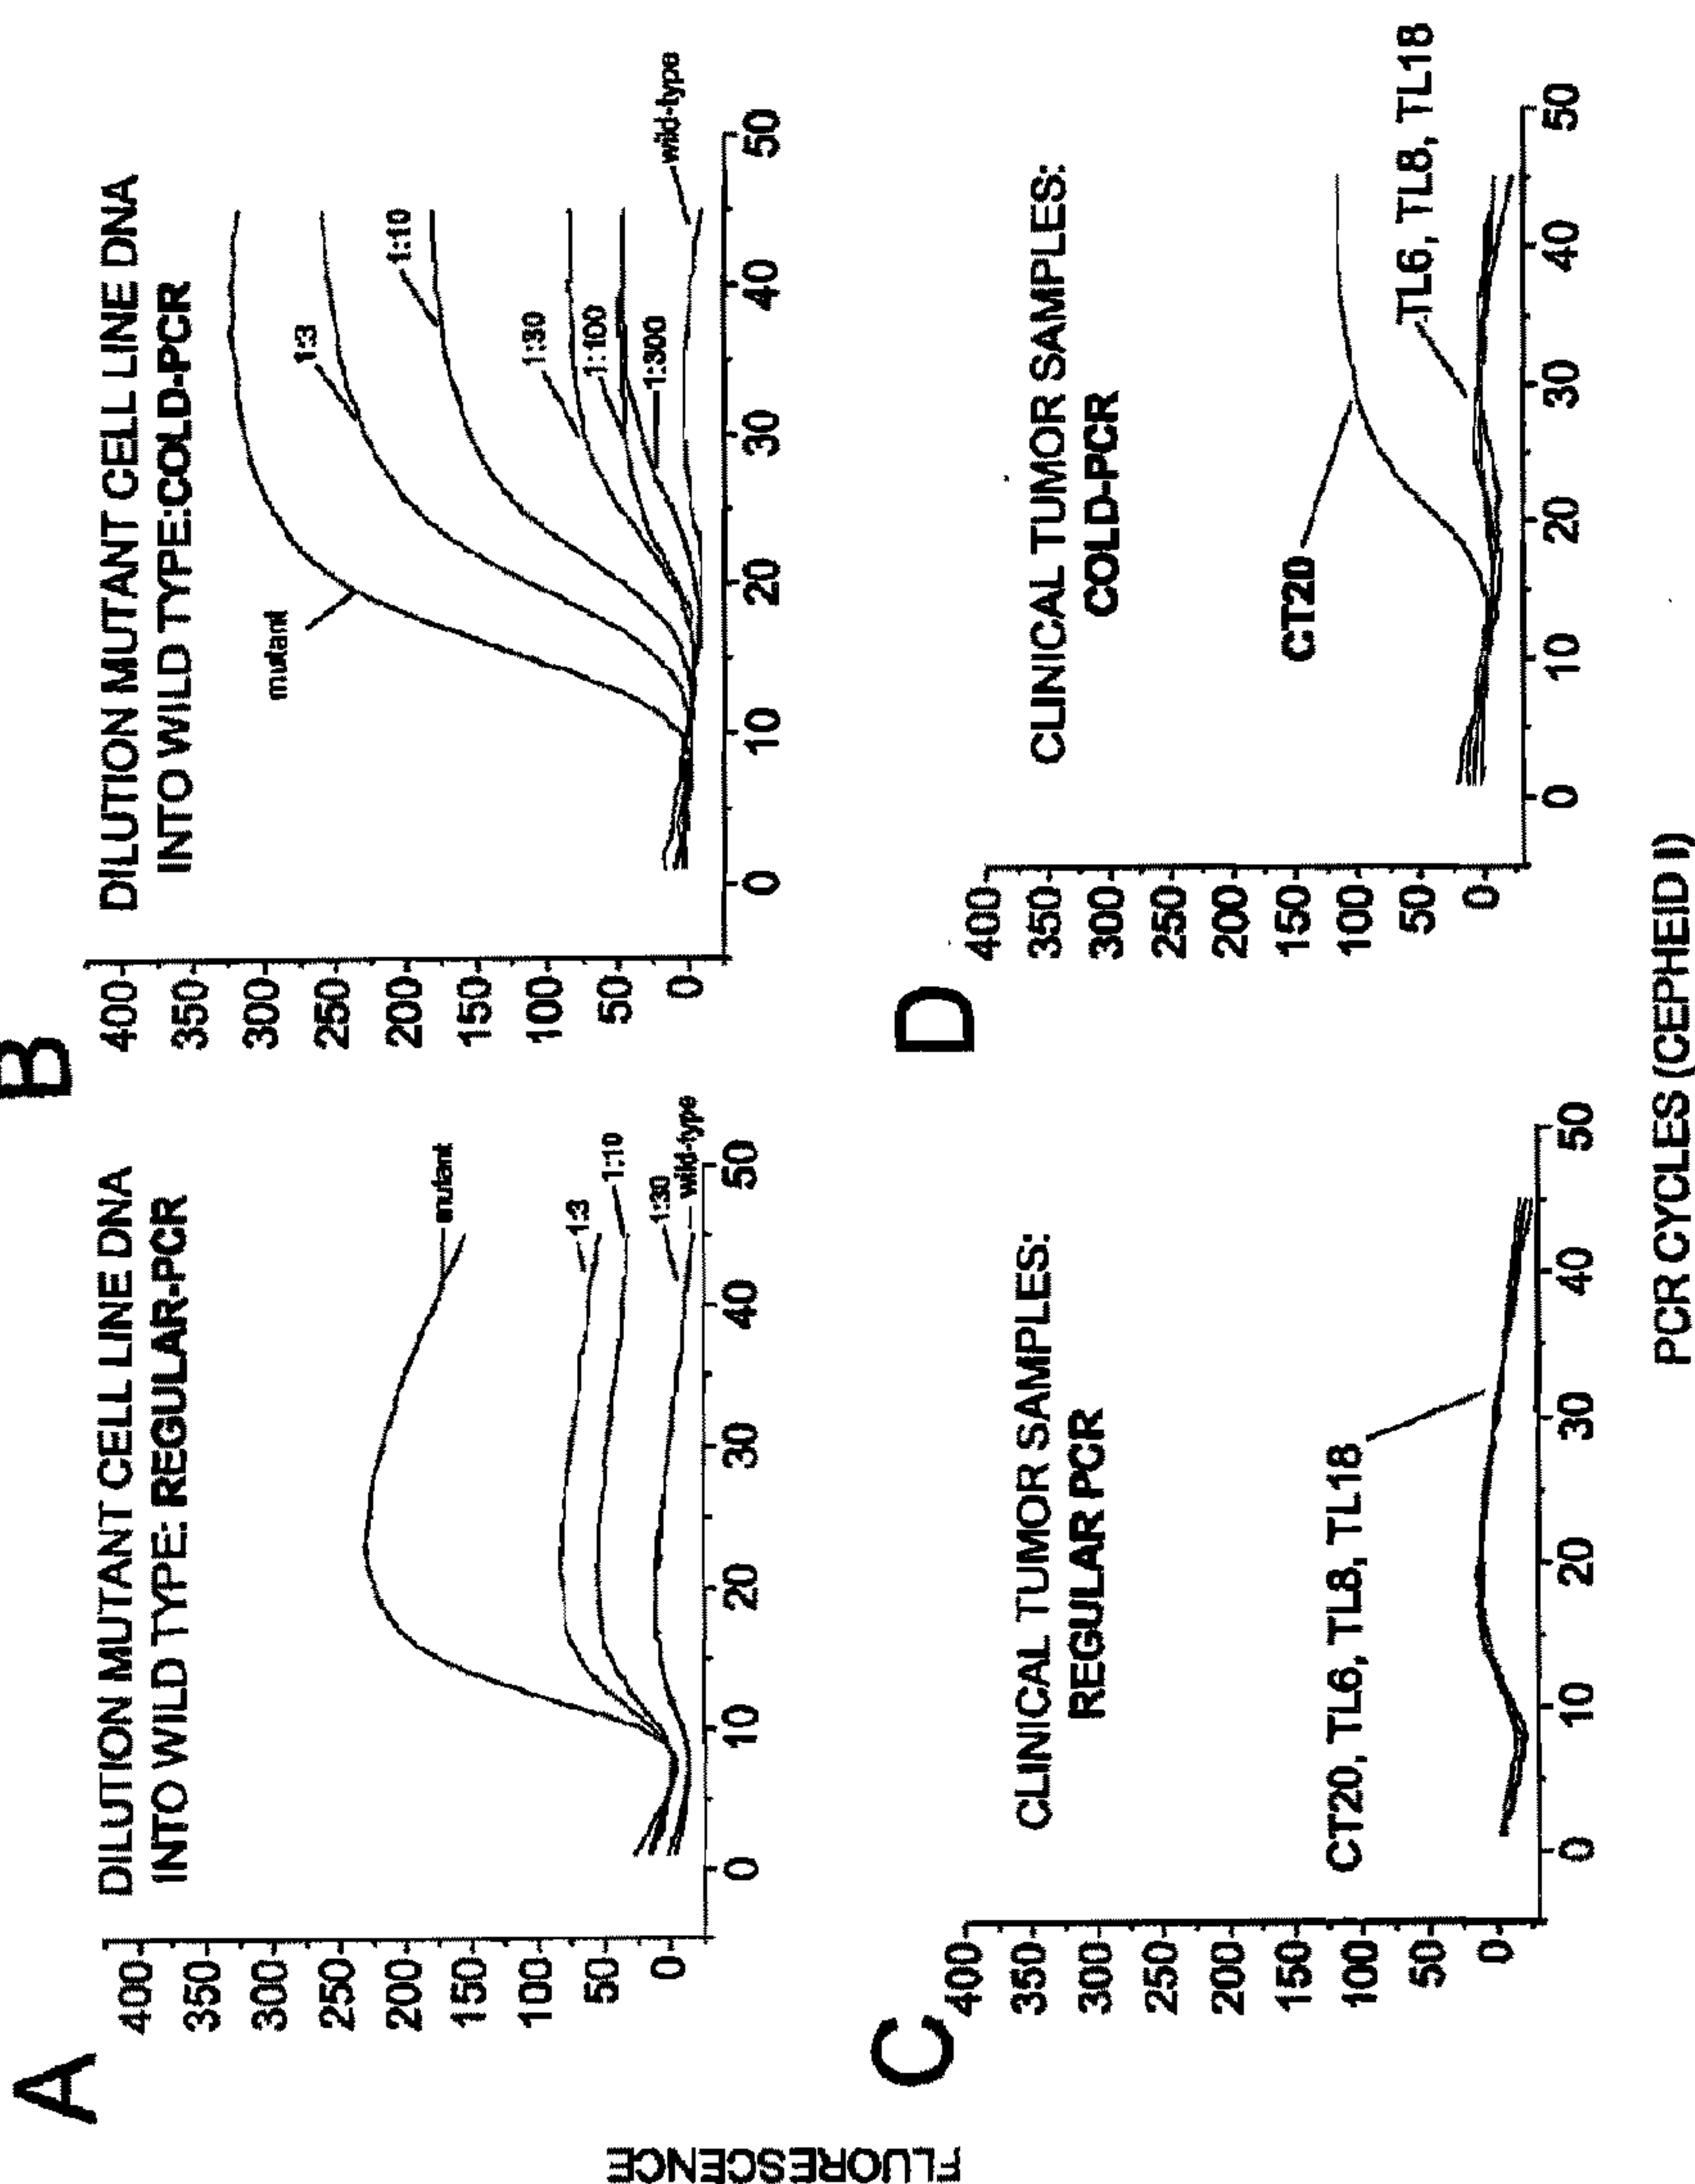 A
DILUTION MUTANT CELL LINE DNA
INTO WILD TYPE: REGULAR-PCR
400
350
300
250
200
150
100
50
0
mutant
1:3
1:10
1:30
wild-type
0 10 20 30 40 50
B
DILUTION MUTANT CELL LINE DNA
INTO WILD TYPE:COLD-PCR
400
350
300
250
200
150
100
50
0
mutant
1:3
1:10
1:30
1:100
1:300
wild-type
0 10 20 30 40 50
FLUORESCENCE
C
CLINICAL TUMOR SAMPLES:
REGULAR PCR
400
350
300
250
200
150
100
50
0
CT20, TL6, TL8, TL18
0 10 20 30 40 50
D
CLINICAL TUMOR SAMPLES:
COLD-PCR
400
350
300
250
200
150
100
50
0
CT20
TL6, TL8, TL18
0 10 20 30 40 50
PCR CYCLES (CEPHEID I)